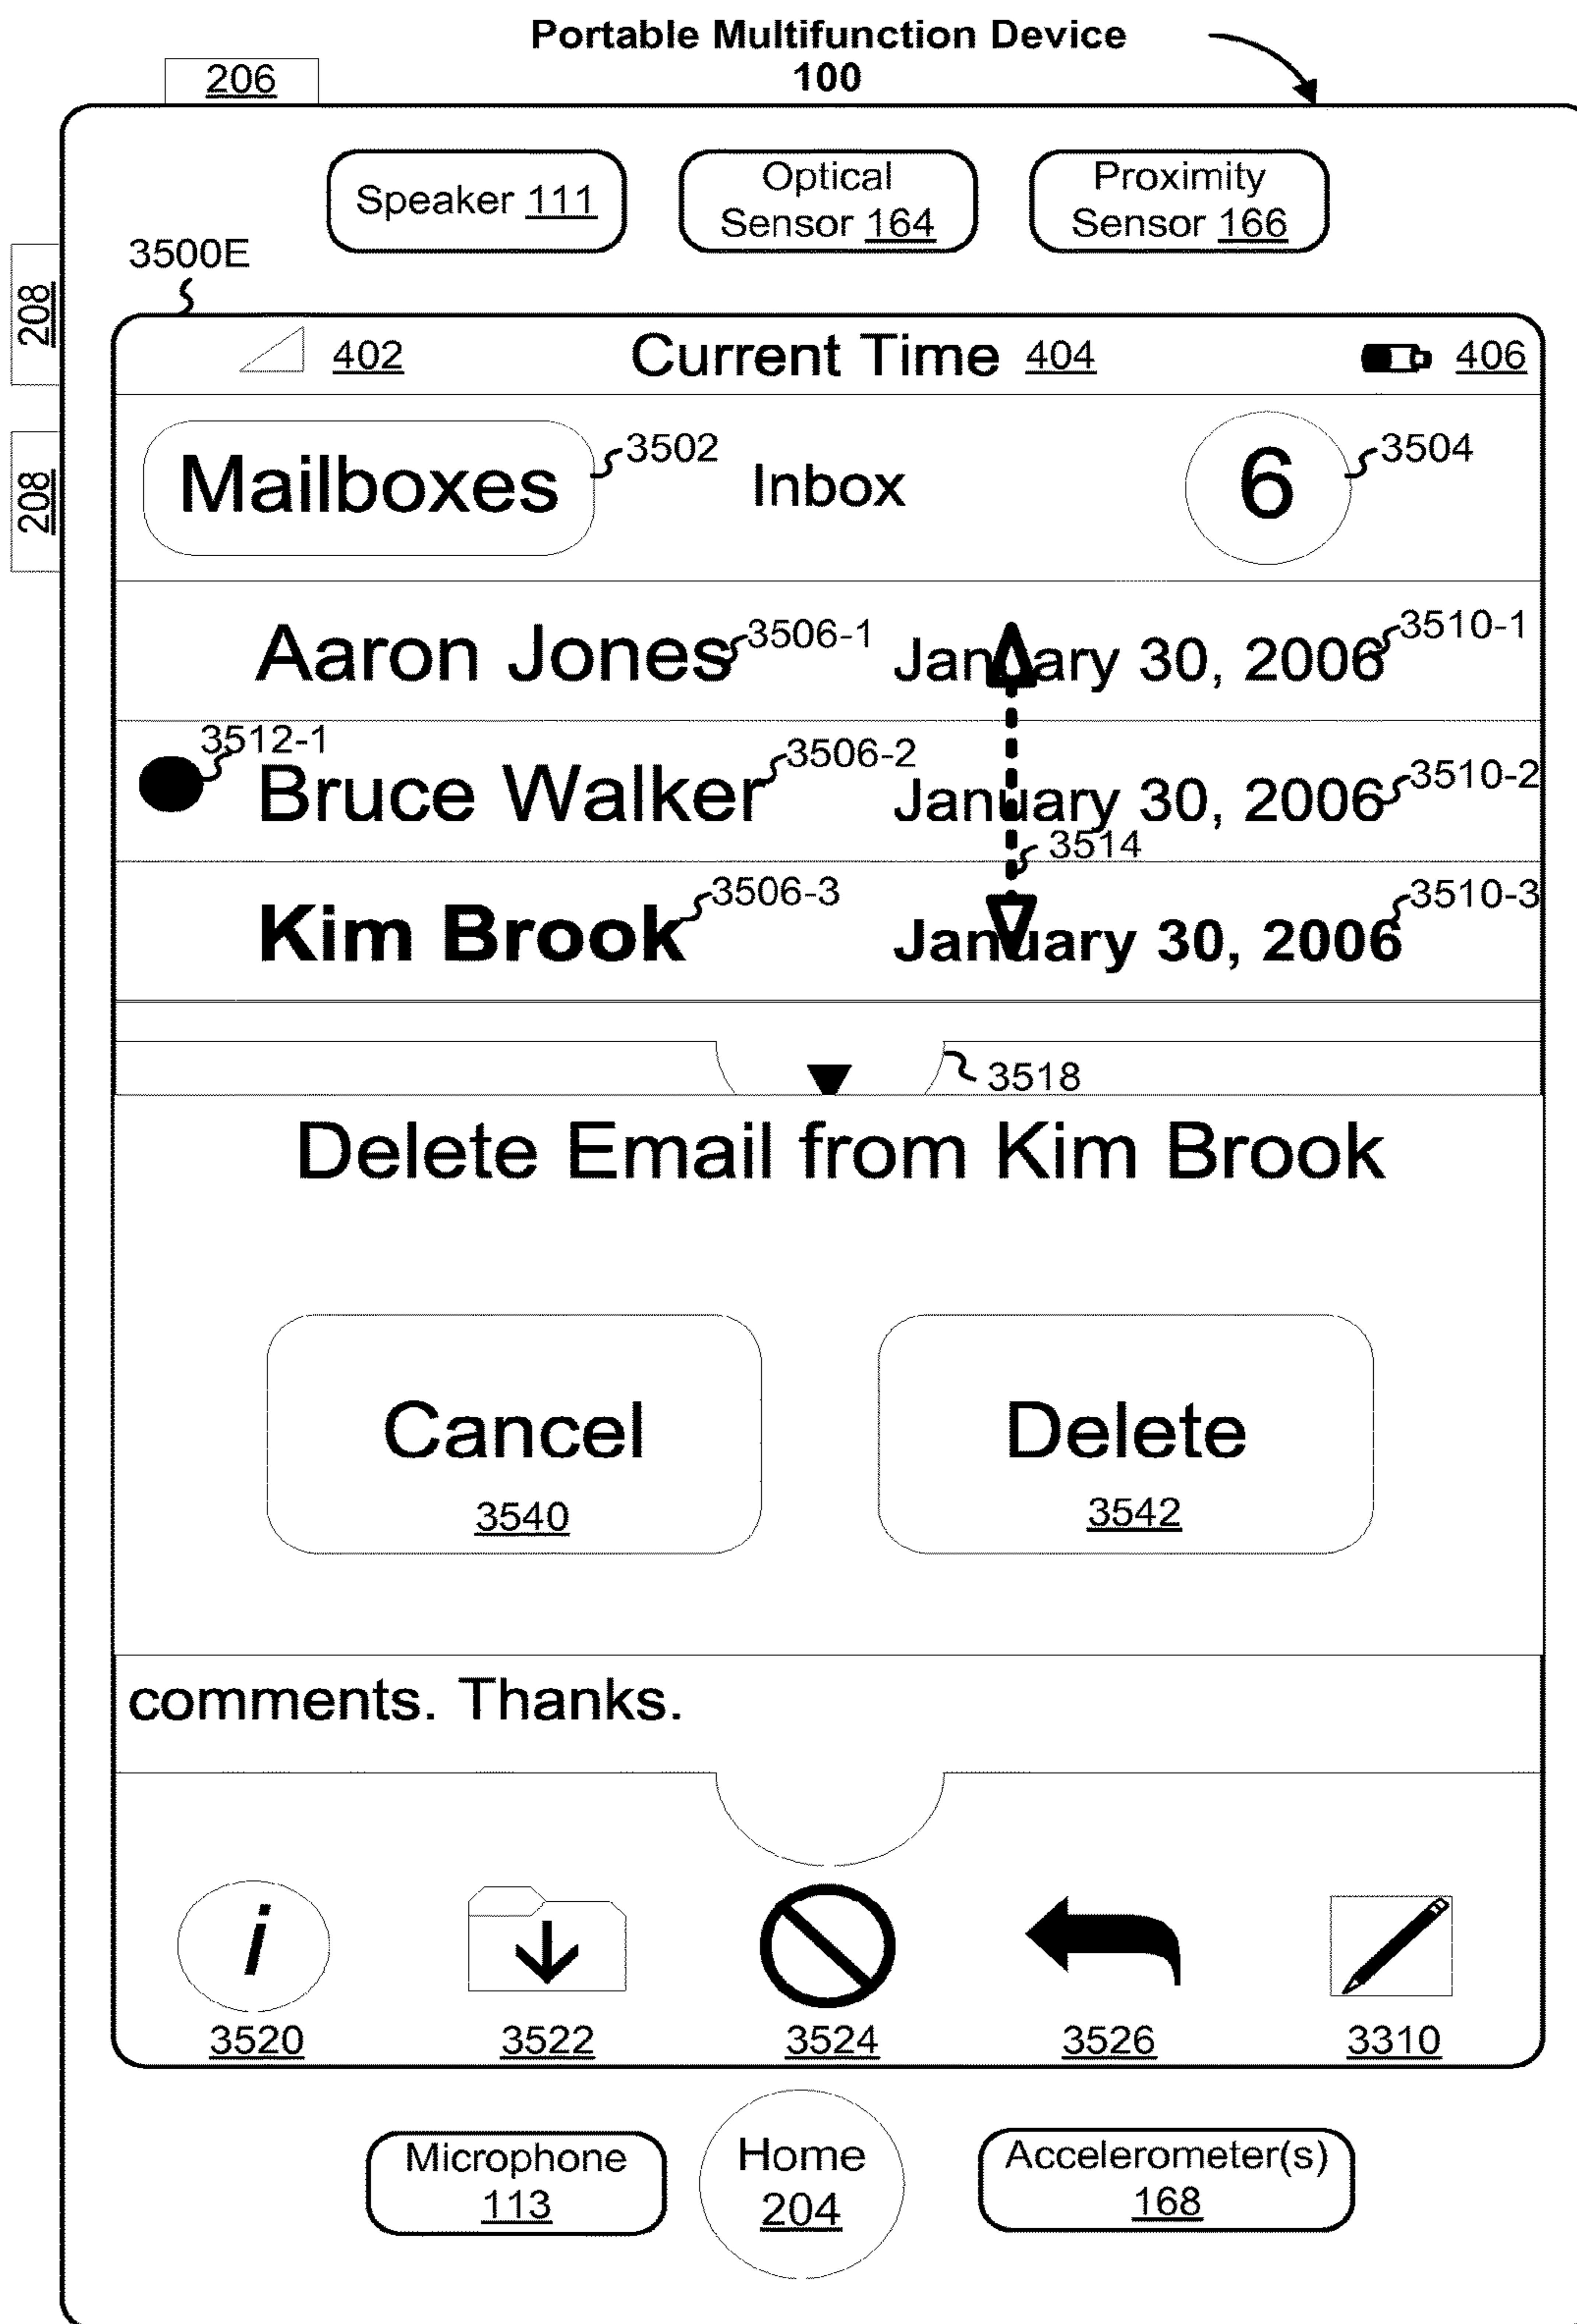 Portable Multifunction Device
100
206
Speaker 111
Optical
Sensor 164
Proximity
Sensor 166
3500E
208
208
402
Current Time 404
406
Mailboxes
3502
Inbox
6
3504
Aaron Jones
3506-1
January 30, 2006
3510-1
3512-1
Bruce Walker
3506-2
January 30, 2006
3510-2
3514
Kim Brook
3506-3
January 30, 2006
3510-3
3518
Delete Email from Kim Brook
Cancel
3540
Delete
3542
comments. Thanks.
i
3520
3522
3524
3526
3310
Microphone
113
Home
204
Accelerometer(s)
168